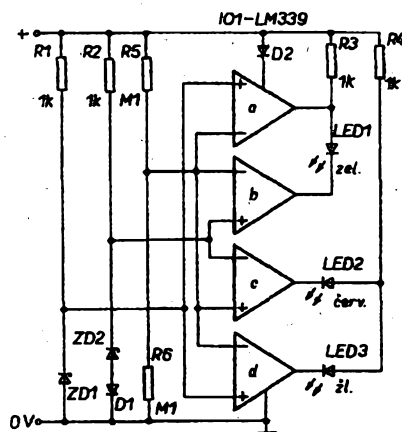 IO1-LM339
+
R1
R2
R5
D2
R3
R4
1k
1k
M1
1k
1k
+
a
-
LED1
zel.
-
b
+
-
c
+
LED2
červ.
ZD2
R6
-
d
+
LED3
žl.
ZD1
D1
M1
0V